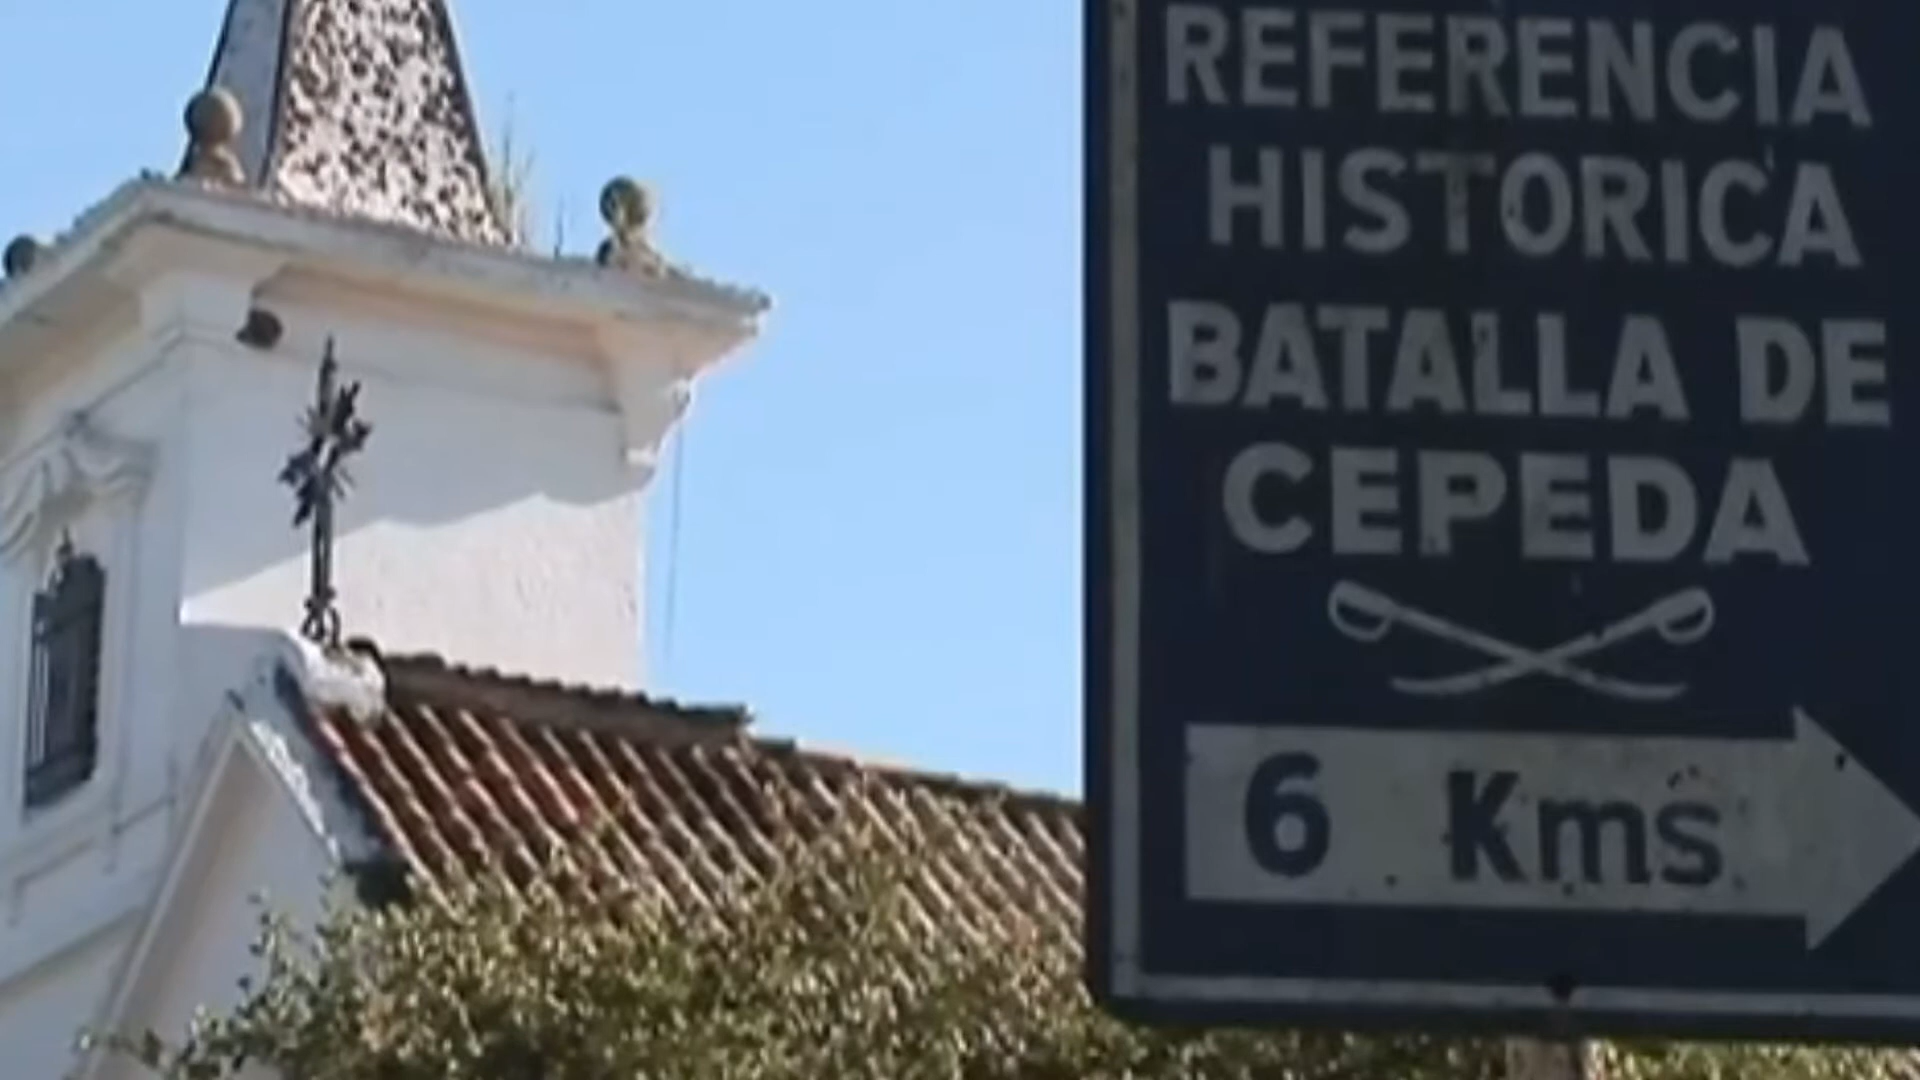 REFERENCIA
HISTORICA
BATALLA DE
CEPEDA
6 Kms